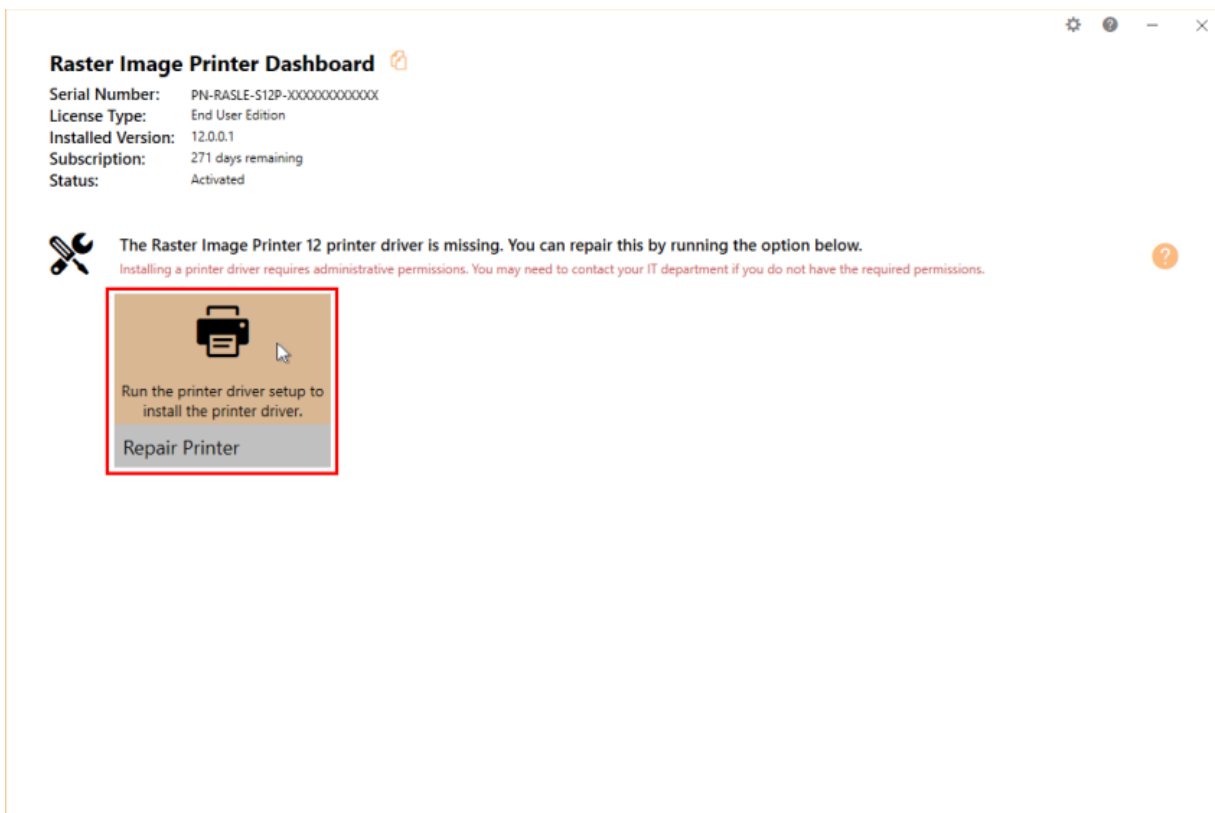 Raster Image Printer Dashboard
Serial Number: PN-RASLE-S12P-XXXXXXXXXXXX
License Type: End User Edition
Installed Version: 12.0.0.1
Subscription: 271 days remaining
Status: Activated
The Raster Image Printer 12 printer driver is missing. You can repair this by running the option below.
Installing a printer driver requires administrative permissions. You may need to contact your IT department if you do not have the required permissions.
Run the printer driver setup to
install the printer driver.
Repair Printer